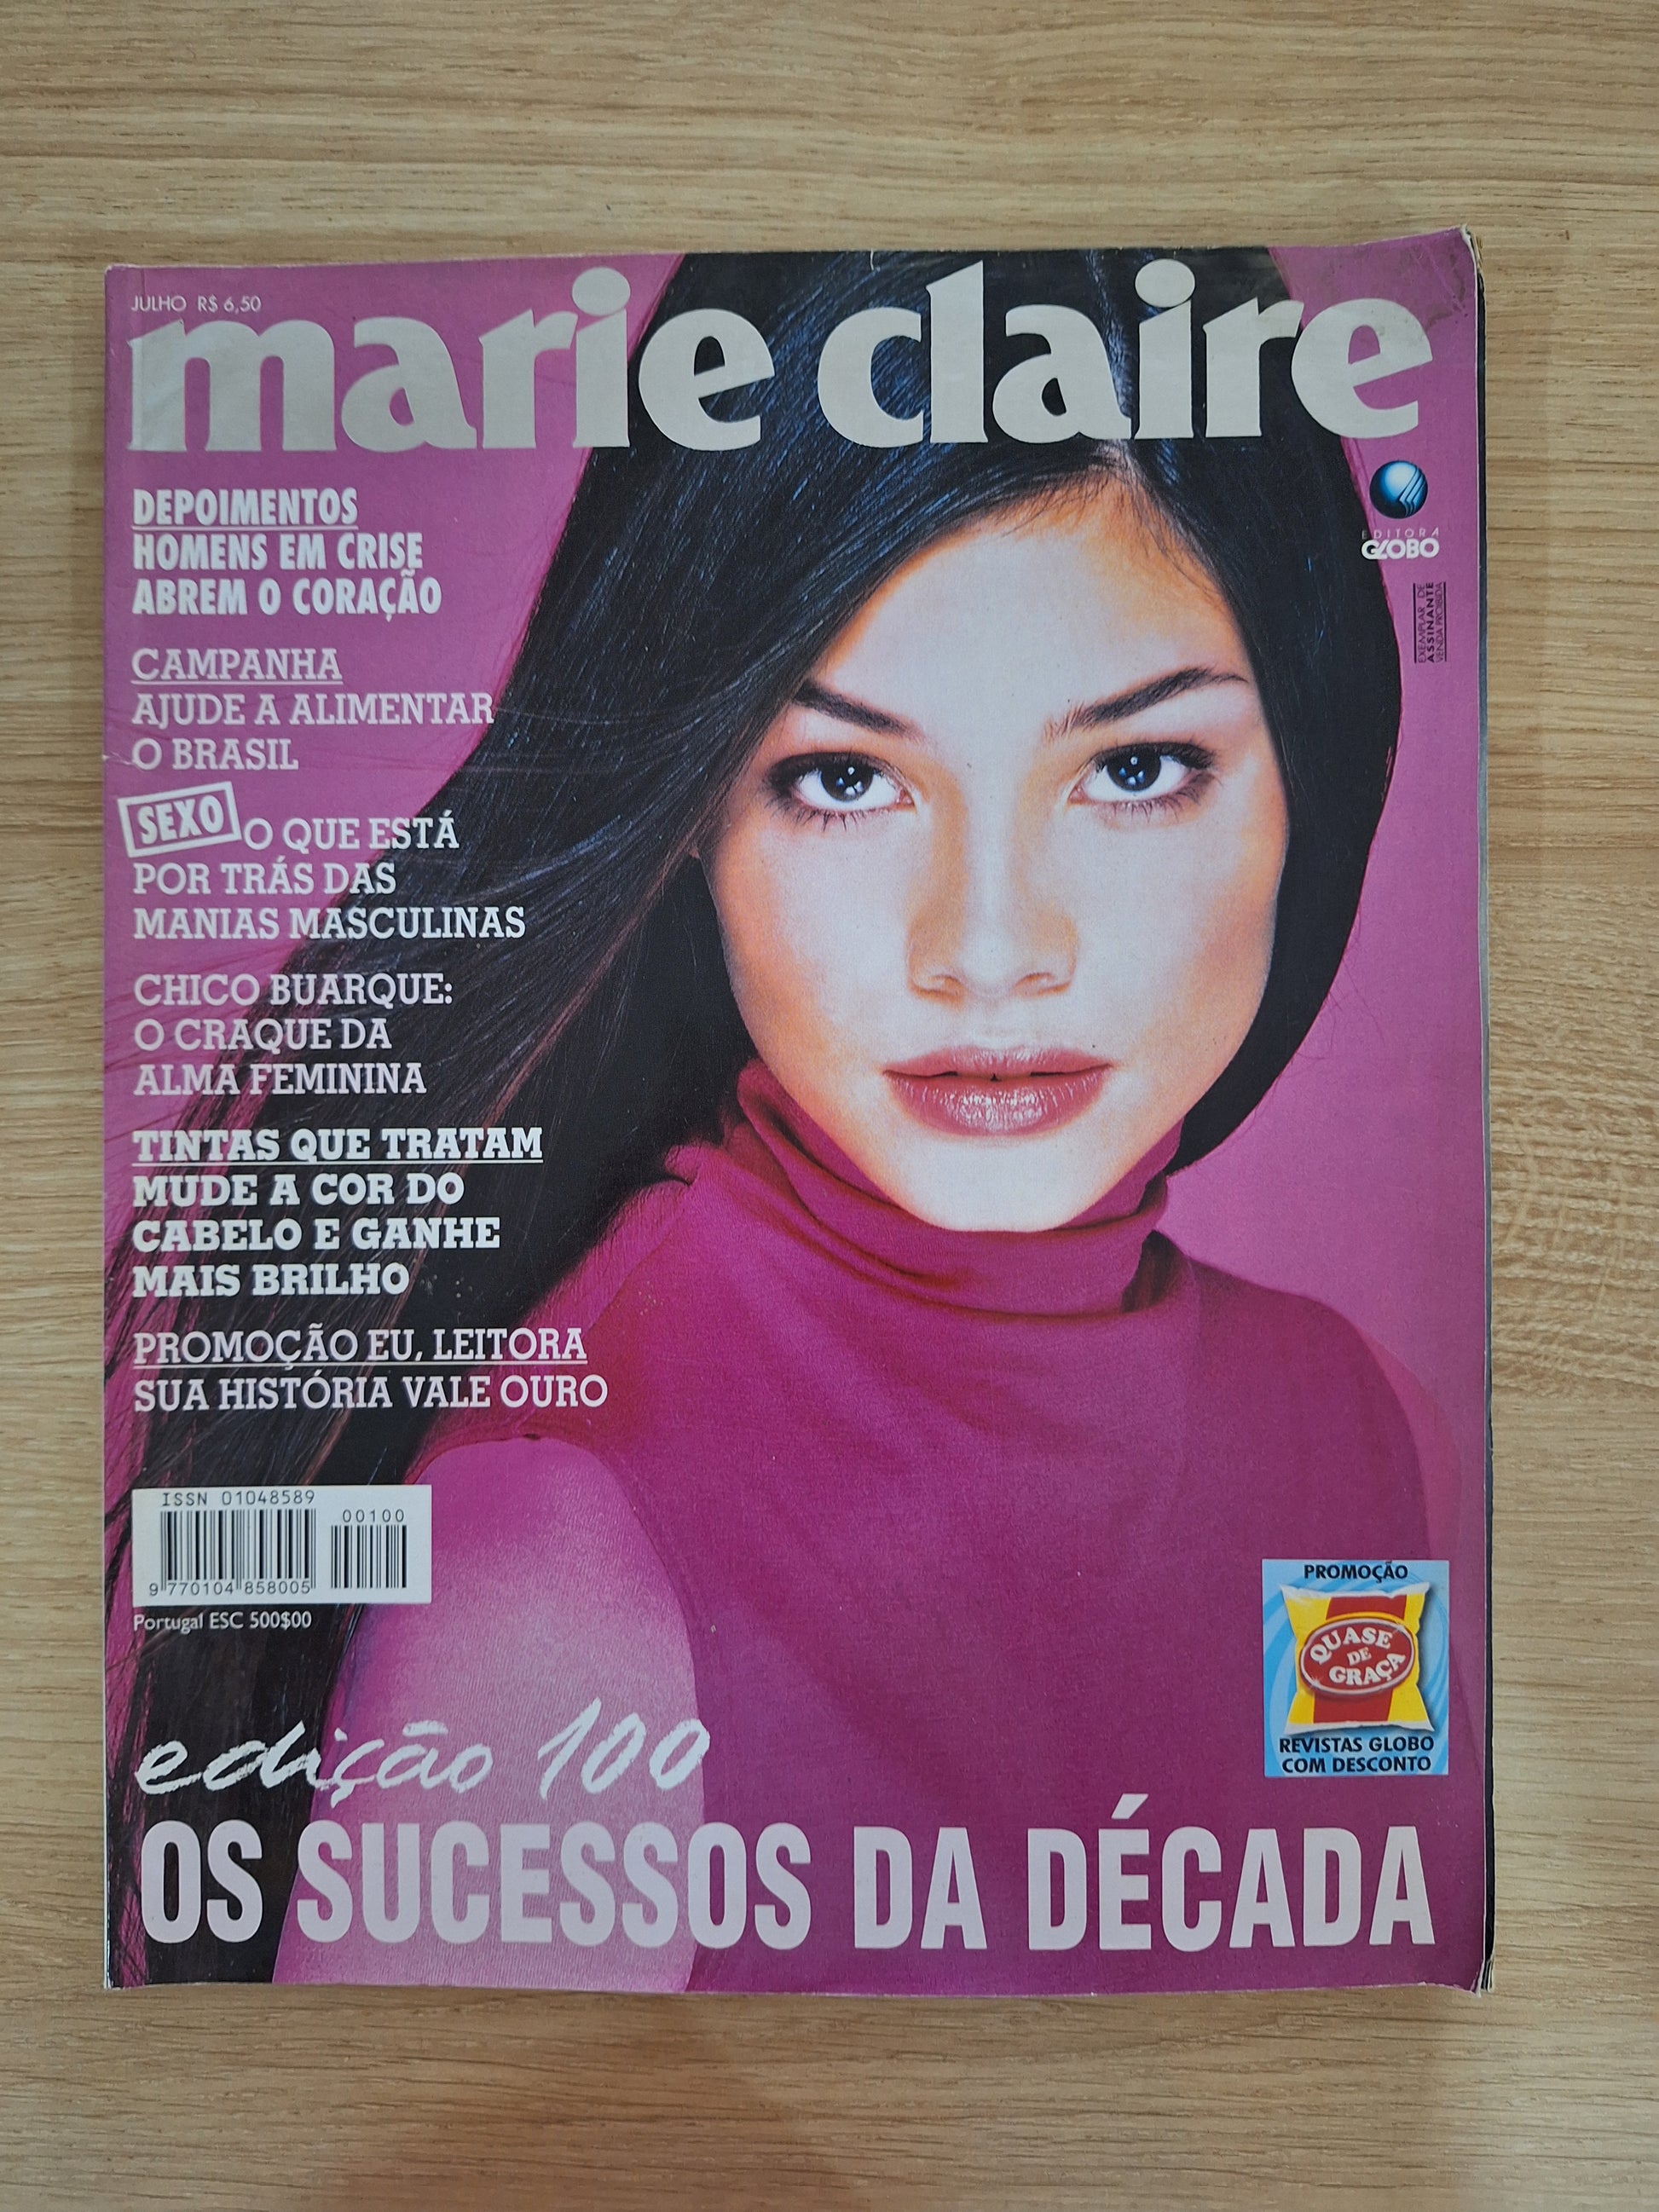 JULHO R$ 6,50
marie claire
EDITORA
GLOBO
EXEMPLAR DE
ASSINANTE
VENDA PROIBIDA
DEPOIMENTOS
HOMENS EM CRISE
ABREM O CORAÇÃO
CAMPANHA
AJUDE A ALIMENTAR
O BRASIL
SEXO O QUE ESTÁ
POR TRÁS DAS
MANIAS MASCULINAS
CHICO BUARQUE:
O CRAQUE DA
ALMA FEMININA
TINTAS QUE TRATAM
MUDE A COR DO
CABELO E GANHE
MAIS BRILHO
PROMOÇÃO EU, LEITORA
SUA HISTÓRIA VALE OURO
ISSN 01048589
00100
9 770104 858005
Portugal ESC 500$00
PROMOÇÃO
QUASE
DE
GRAÇA
REVISTAS GLOBO
COM DESCONTO
edição 100
OS SUCESSOS DA DÉCADA